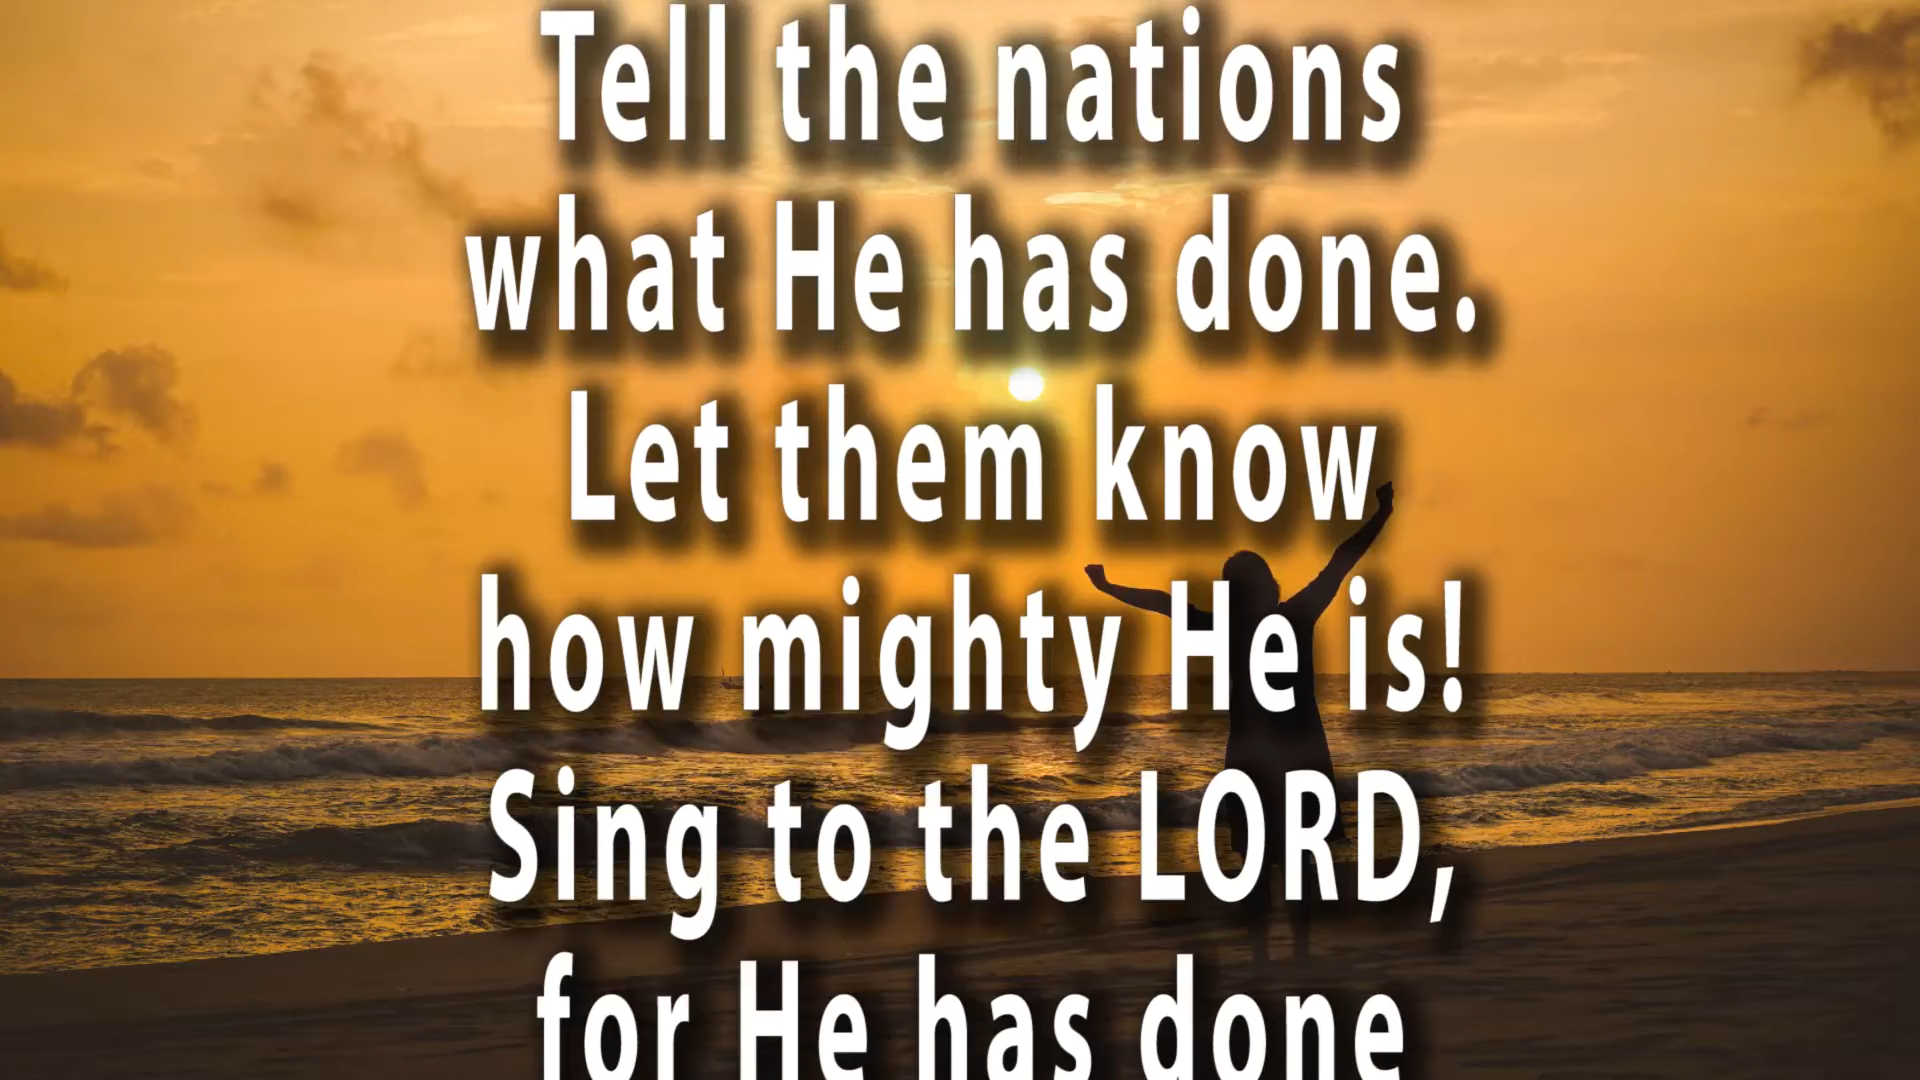 Tell the nations
what He has done.
Let them know
how mighty He is!
Sing to the LORD,
for He has done